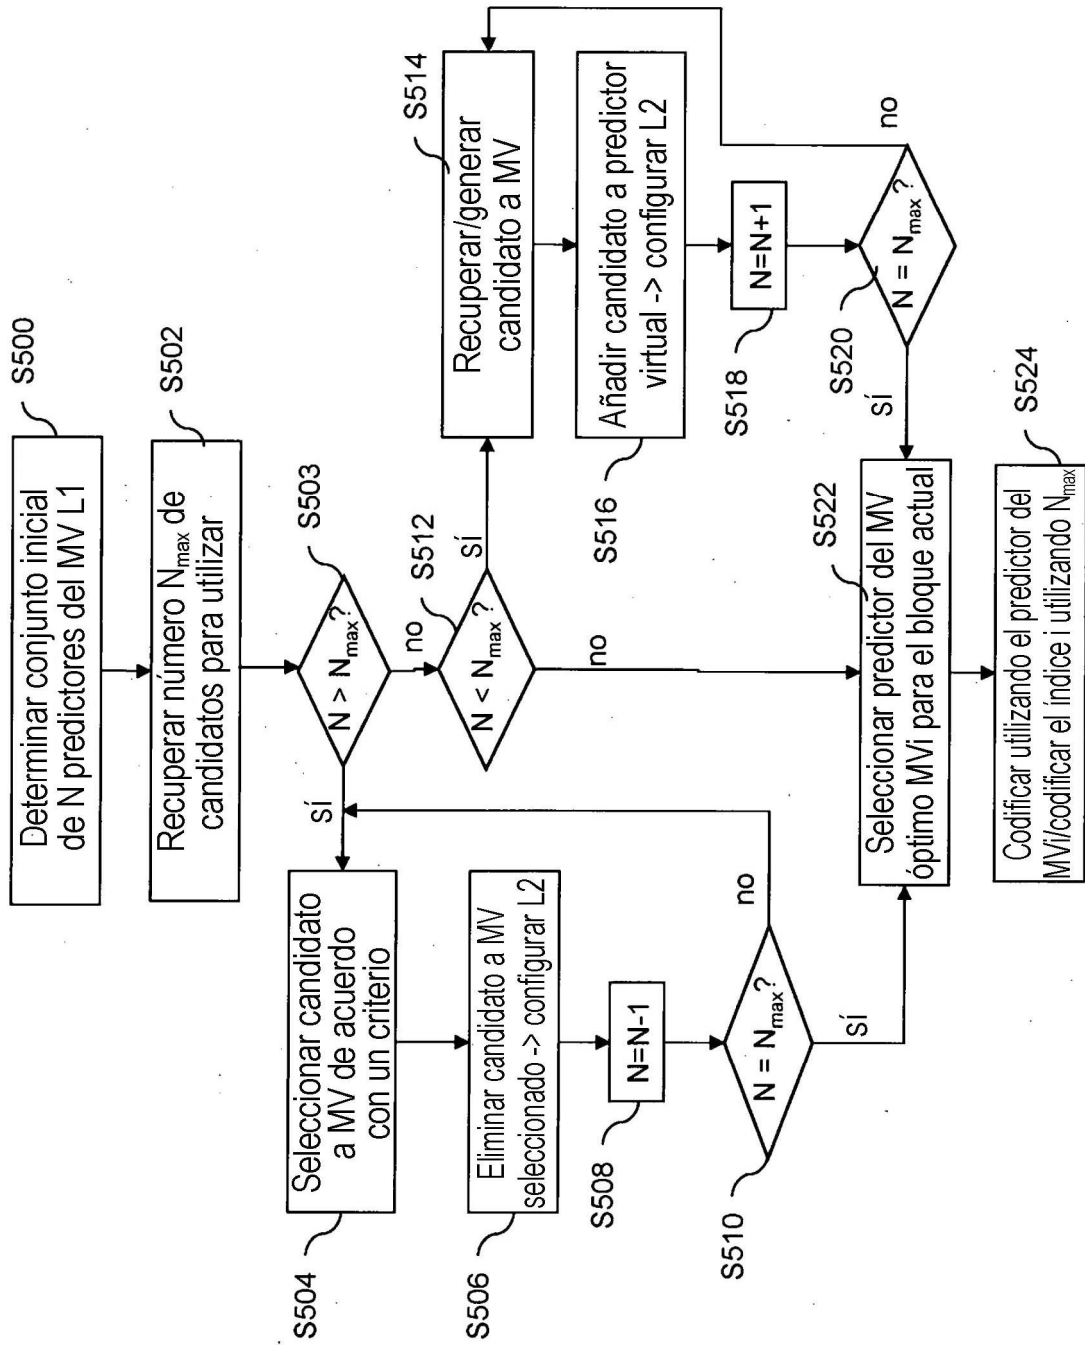 S500
Determinar conjunto inicial
de N predictores del MV L1
S502
Recuperar número Nmax de
candidatos para utilizar
S503
N > Nmax?
sí
no
S504
Seleccionar candidato
a MV de acuerdo
con un criterio
S506
Eliminar candidato a MV
seleccionado -> configurar L2
S508
N=N-1
S510
N = Nmax?
no
sí
S512
N < Nmax?
sí
no
S514
Recuperar/generar
candidato a MV
S516
Añadir candidato a predictor
virtual -> configurar L2
S518
N=N+1
S520
N = Nmax?
no
sí
S522
Seleccionar predictor del MV
óptimo MVi para el bloque actual
S524
Codificar utilizando el predictor del
MVi/codificar el índice i utilizando Nmax